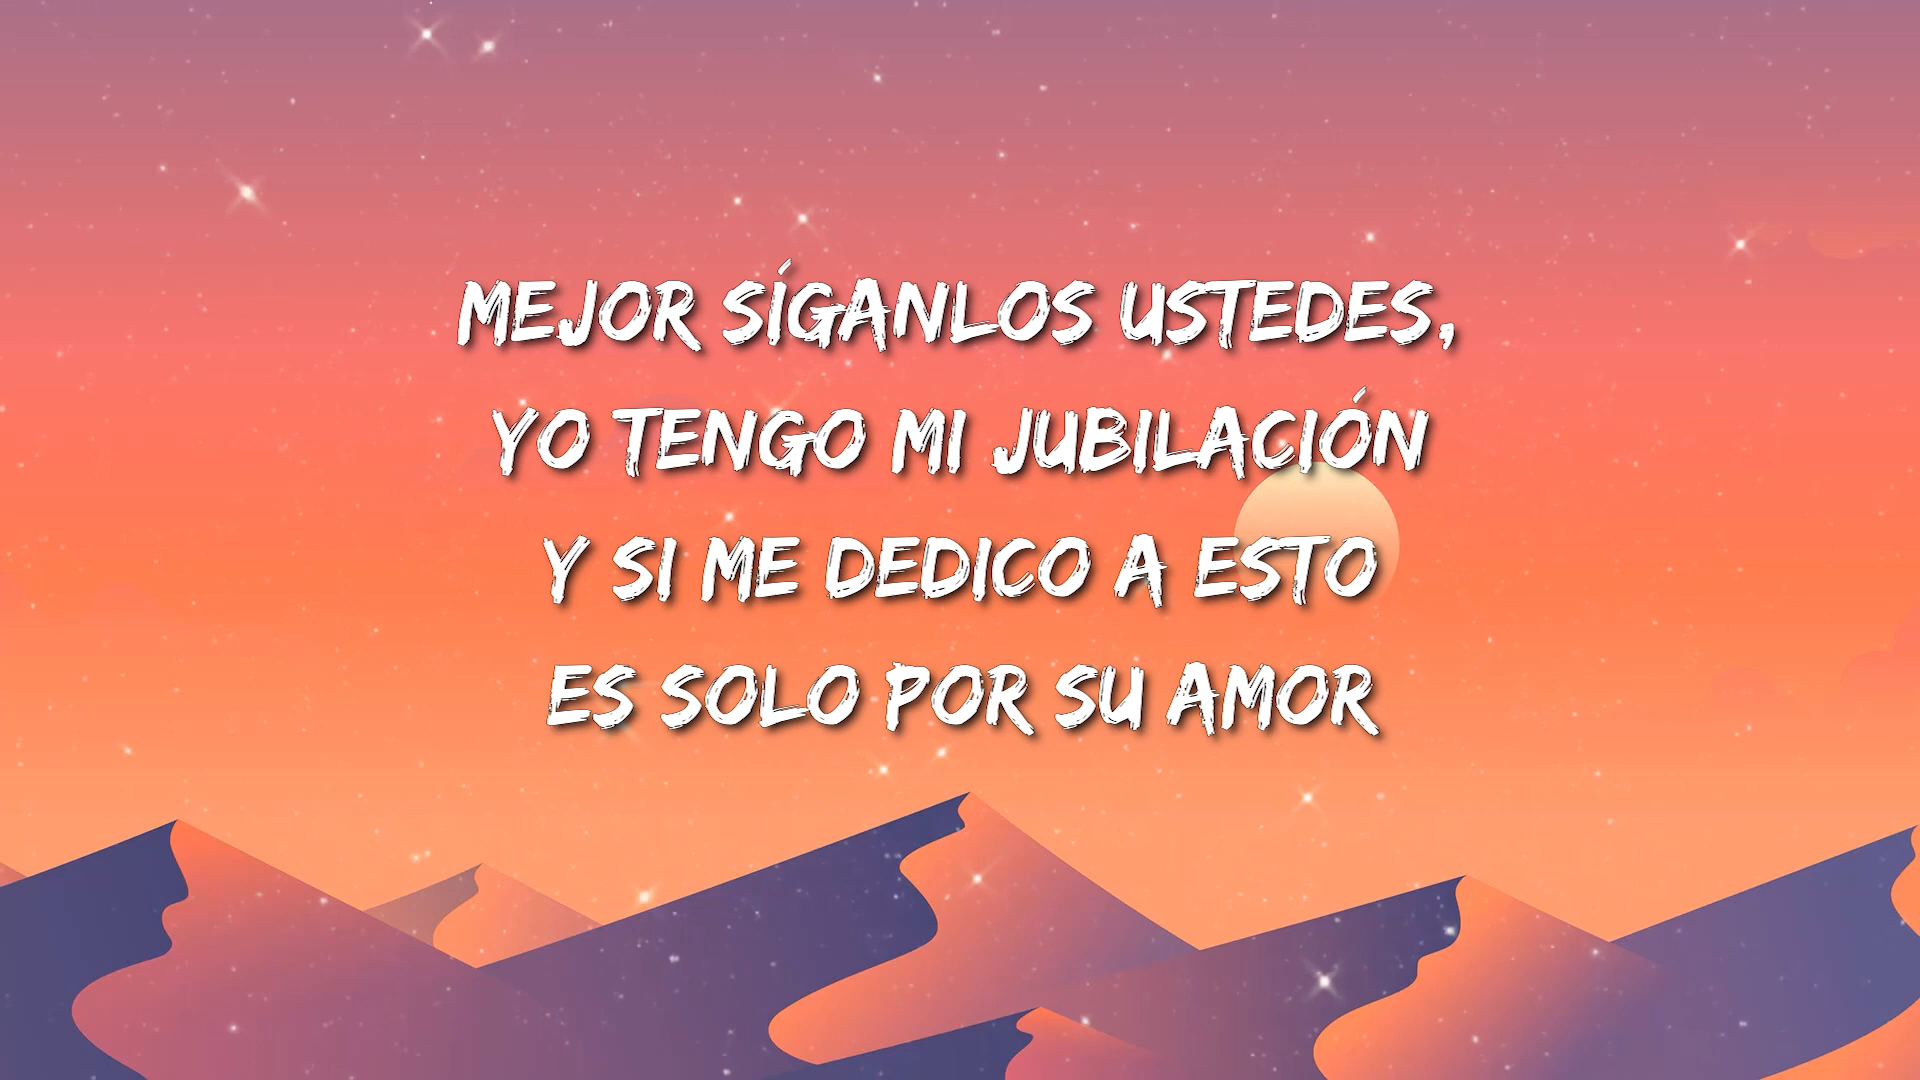 MEJOR SÍGANLOS USTEDES,
YO TENGO MI JUBILACIÓN
Y SI ME DEDICO A ESTO
ES SOLO POR SU AMOR